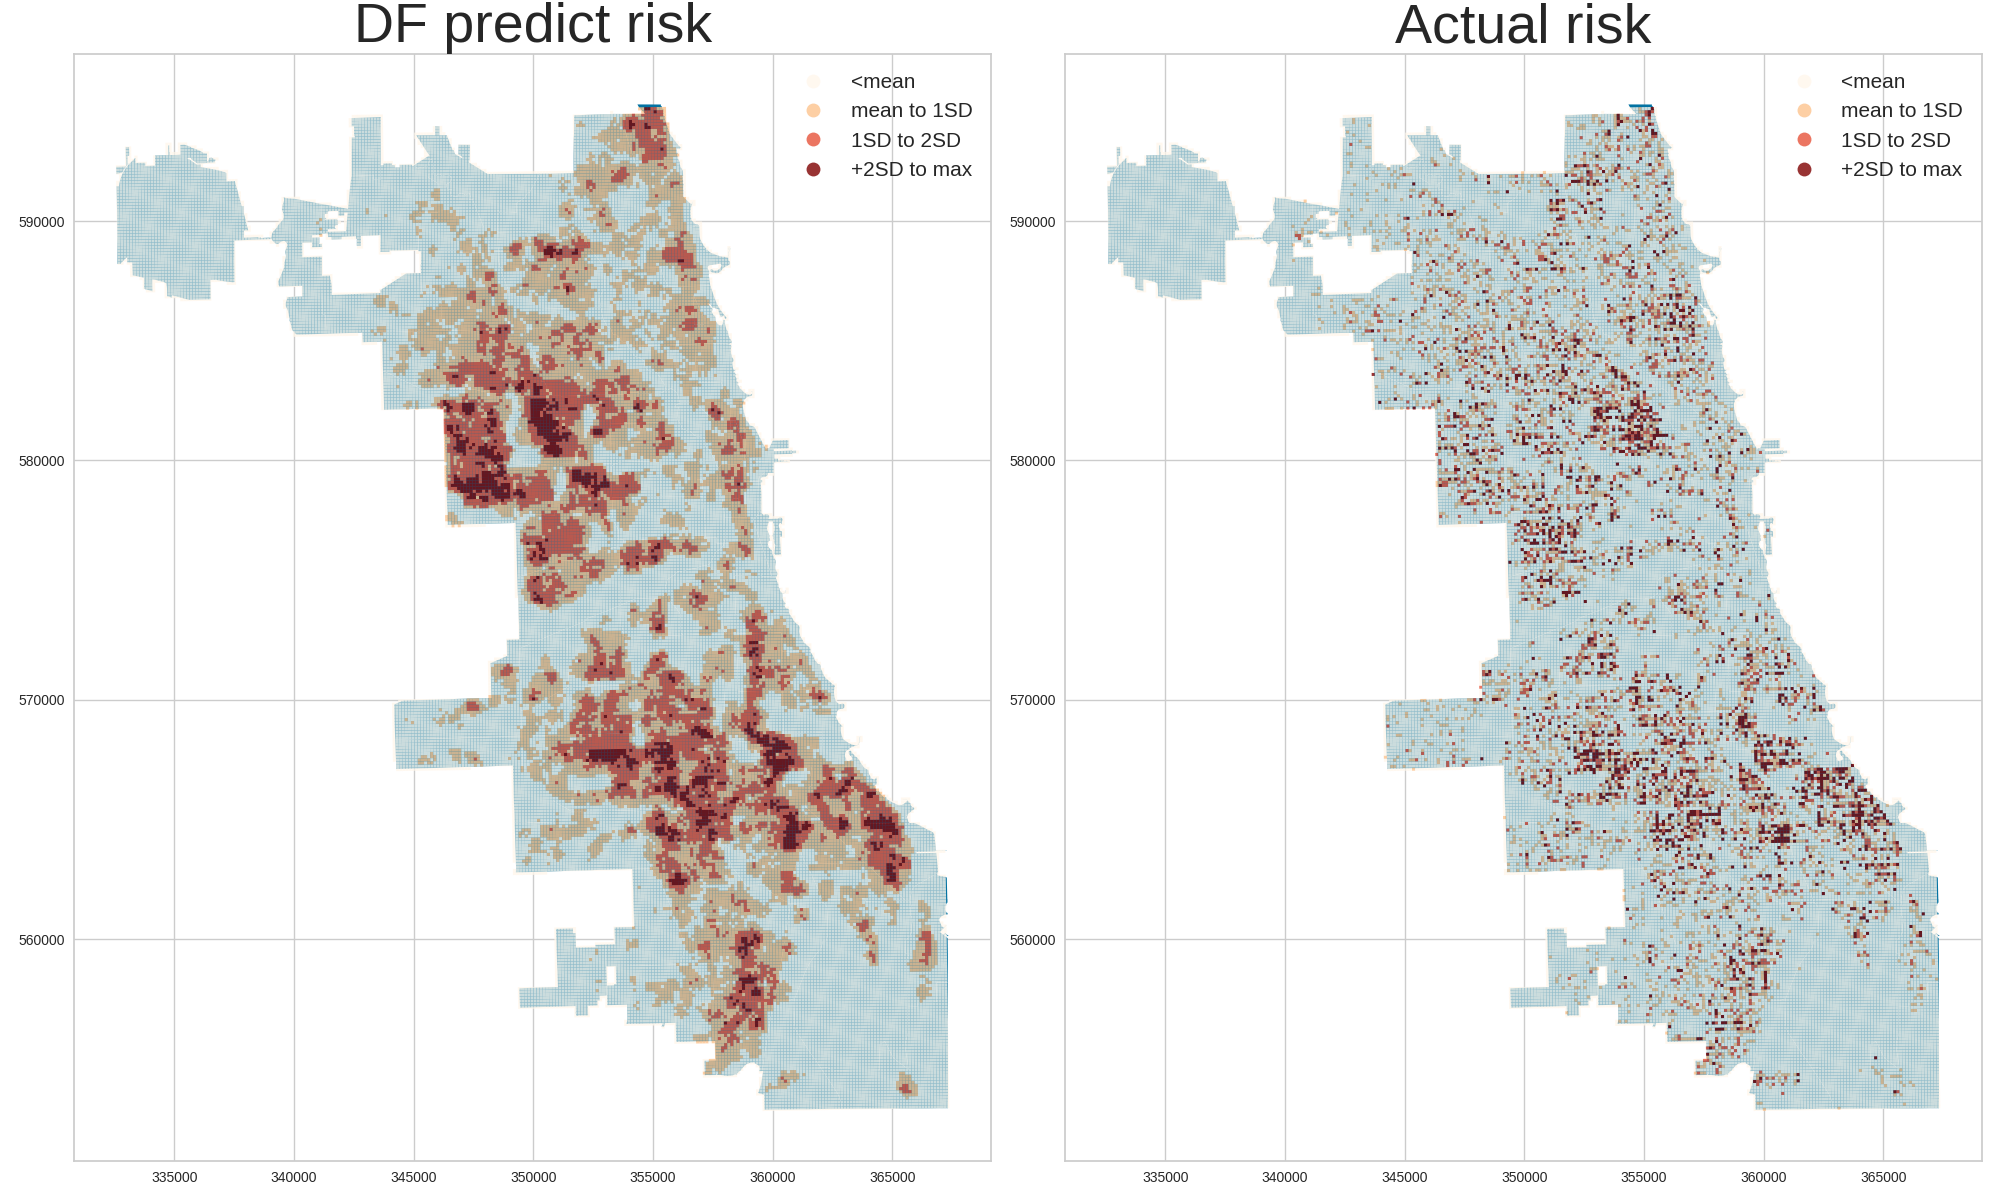 DF predict risk
<mean
mean to 1SD
1SD to 2SD
+2SD to max
590000
580000
570000
560000
335000 340000 345000 350000 355000 360000 365000
Actual risk
<mean
mean to 1SD
1SD to 2SD
+2SD to max
590000
580000
570000
560000
335000 340000 345000 350000 355000 360000 365000